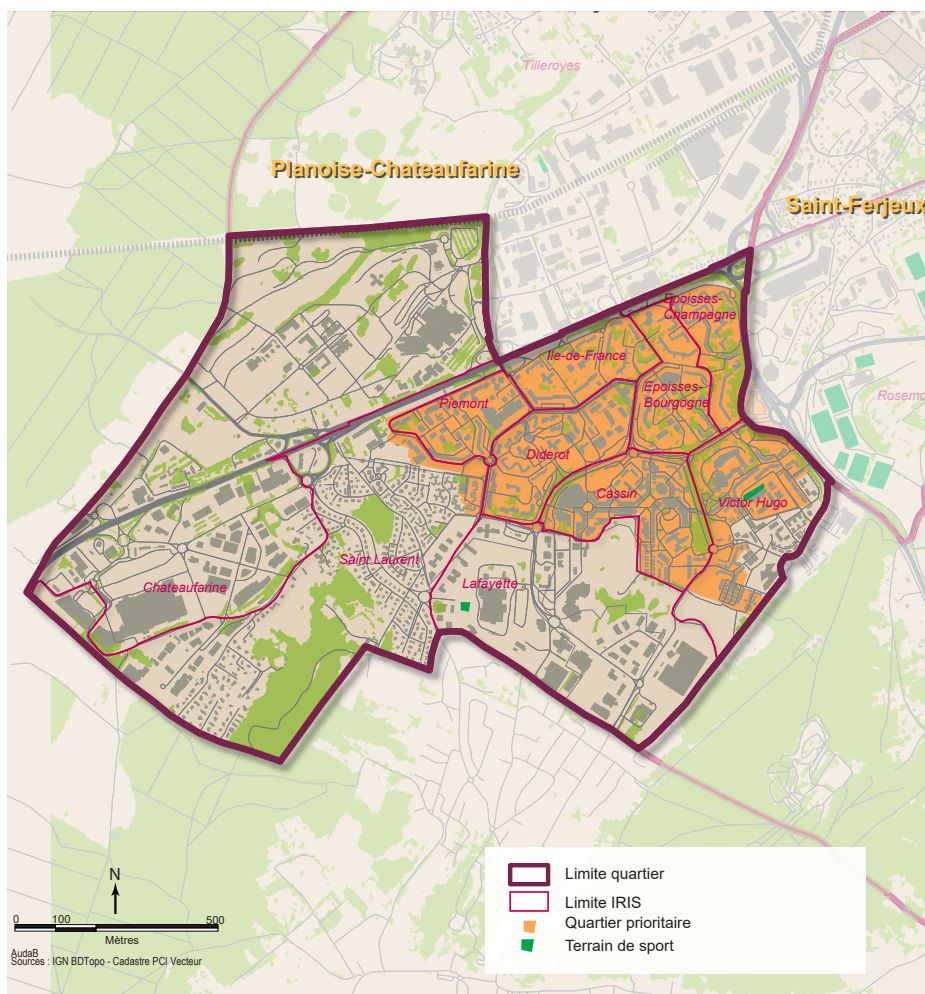 Tilleroyes
Planoise-Chateaufarine
Saint-Ferjeux
Epoisses-
Champagne
Ile-de-France
Rosemo
Epoisses-
Bourgogne
Piemont
Diderot
Cassin
Victor Hugo
Saint Laurent
Chateaufarine
Lafayette
Limite quartier
N
Limite IRIS
0 100 500
Quartier prioritaire
Mètres
Terrain de sport
AudaB
Sources : IGN BDTopo - Cadastre PCI Vecteur